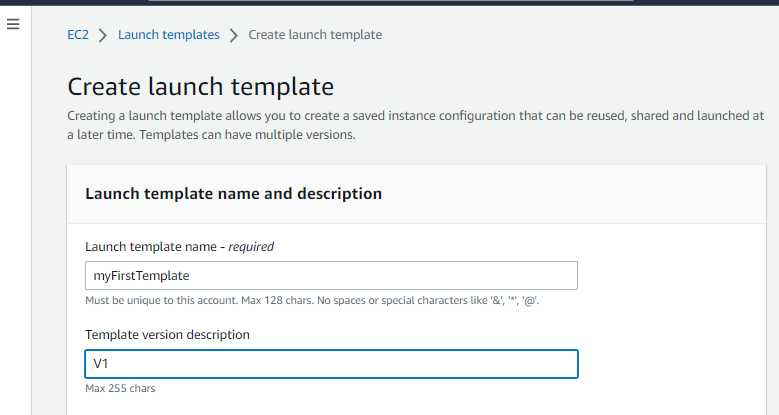 EC2 > Launch templates > Create launch template
Create launch template
Creating a launch template allows you to create a saved instance configuration that can be reused, shared and launched at
a later time. Templates can have multiple versions.
Launch template name and description
Launch template name - required
myFirstTemplate
Must be unique to this account. Max 128 chars. No spaces or special characters like '&', '*', '@'.
Template version description
V1
Max 255 chars